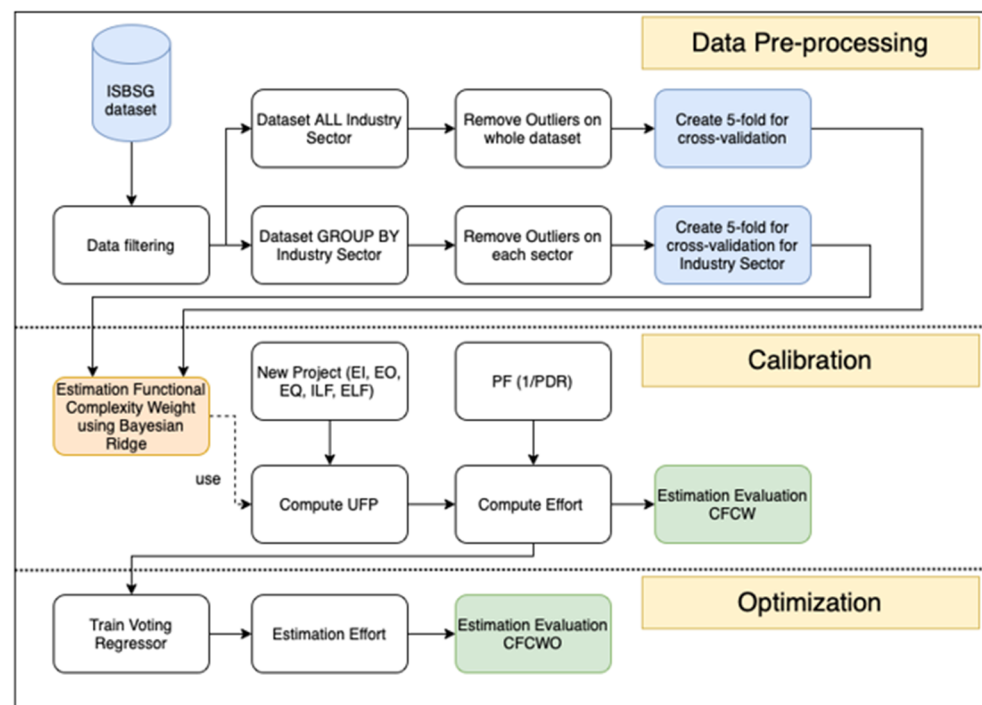 Data Pre-processing
ISBSG
dataset
Dataset ALL Industry
Sector
Remove Outliers on
whole dataset
Create 5-fold for
cross-validation
Data filtering
Dataset GROUP BY
Industry Sector
Remove Outliers on
each sector
Create 5-fold for
cross-validation for
Industry Sector
Calibration
Estimation Functional
Complexity Weight
using Bayesian
Ridge
New Project (EI, EO,
EQ, ILF, ELF)
PF (1/PDR)
use
Compute UFP
Compute Effort
Estimation Evaluation
CFCW
Optimization
Train Voting
Regressor
Estimation Effort
Estimation Evaluation
CFCWO